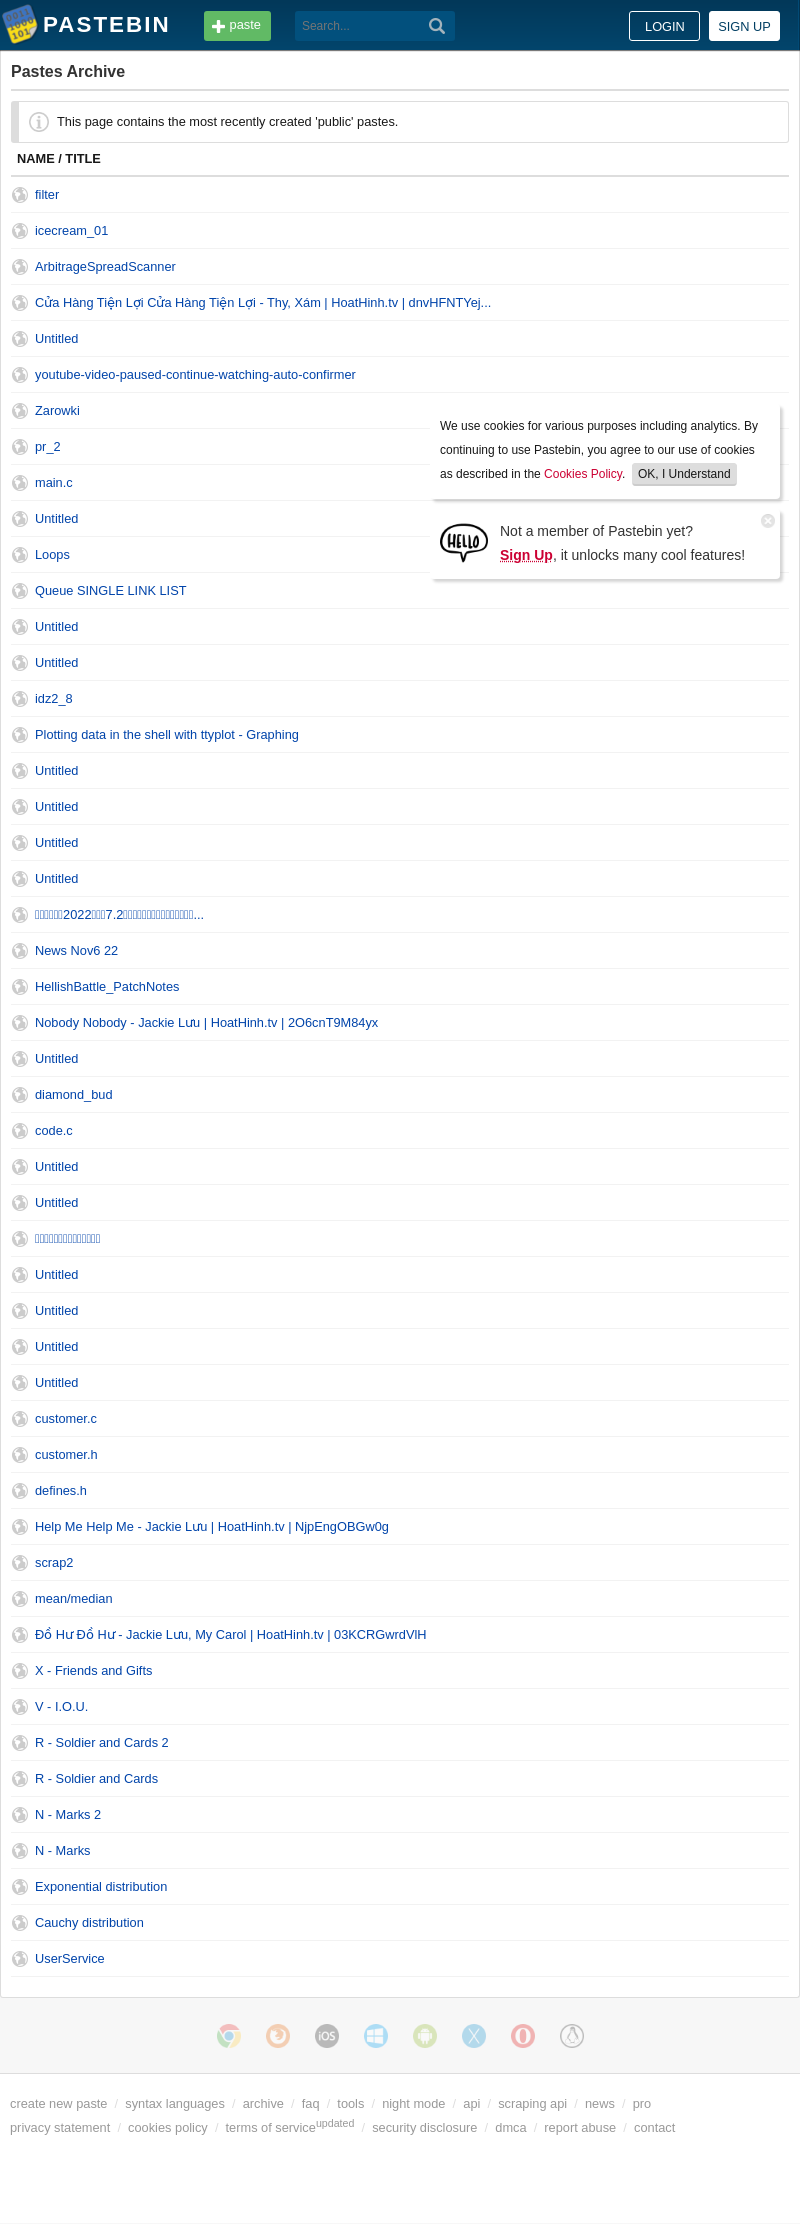 PASTEBIN
paste
Search...
LOGIN
SIGN UP
Pastes Archive
This page contains the most recently created 'public' pastes.
NAME / TITLE
filter
icecream_01
ArbitrageSpreadScanner
Cửa Hàng Tiện Lợi Cửa Hàng Tiện Lợi - Thy, Xám | HoatHinh.tv | dnvHFNTYej...
Untitled
youtube-video-paused-continue-watching-auto-confirmer
Zarowki
pr_2
main.c
Untitled
Loops
We use cookies for various purposes including analytics. By
continuing to use Pastebin, you agree to our use of cookies
as described in the Cookies Policy. OK, I Understand
HELLO
Not a member of Pastebin yet?
Sign Up, it unlocks many cool features!
Queue SINGLE LINK LIST
Untitled
Untitled
idz2_8
Plotting data in the shell with ttyplot - Graphing
Untitled
Untitled
Untitled
Untitled
2022 7.2 ...
News Nov6 22
HellishBattle_PatchNotes
Nobody Nobody - Jackie Lưu | HoatHinh.tv | 2O6cnT9M84yx
Untitled
diamond_bud
code.c
Untitled
Untitled
Untitled
Untitled
Untitled
Untitled
customer.c
customer.h
defines.h
Help Me Help Me - Jackie Lưu | HoatHinh.tv | NjpEngOBGw0g
scrap2
mean/median
Đồ Hư Đồ Hư - Jackie Lưu, My Carol | HoatHinh.tv | 03KCRGwrdVlH
X - Friends and Gifts
V - I.O.U.
R - Soldier and Cards 2
R - Soldier and Cards
N - Marks 2
N - Marks
Exponential distribution
Cauchy distribution
UserService
iOS
create new paste / syntax languages / archive / faq / tools / night mode / api / scraping api / news / pro
privacy statement / cookies policy / terms of service updated / security disclosure / dmca / report abuse / contact